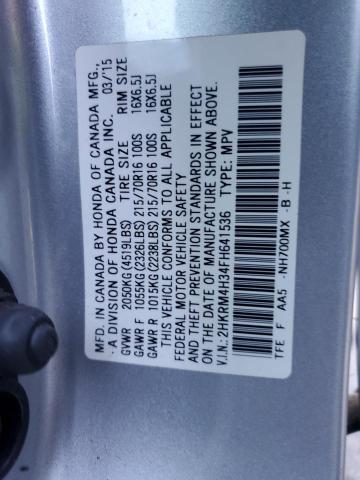 MFD. IN CANADA BY HONDA OF CANADA MFG.,
A DIVISION OF HONDA CANADA INC. 03/'15
TIRE SIZE RIM SIZE
GVWR 2050KG(4519LBS)
GAWR F 1055KG(2326LBS) 215/70R16 100S 16X6.5J
GAWR R 1015KG(2238LBS) 215/70R16 100S 16X6.5J
THIS VEHICLE CONFORMS TO ALL APPLICABLE
FEDERAL MOTOR VEHICLE SAFETY
AND THEFT PREVENTION STANDARDS IN EFFECT
ON THE DATE OF MANUFACTURE SHOWN ABOVE.
V.I.N.: 2HKRM4H34FH641536 TYPE: MPV
TFE F AA5 -NH700MX -B -H